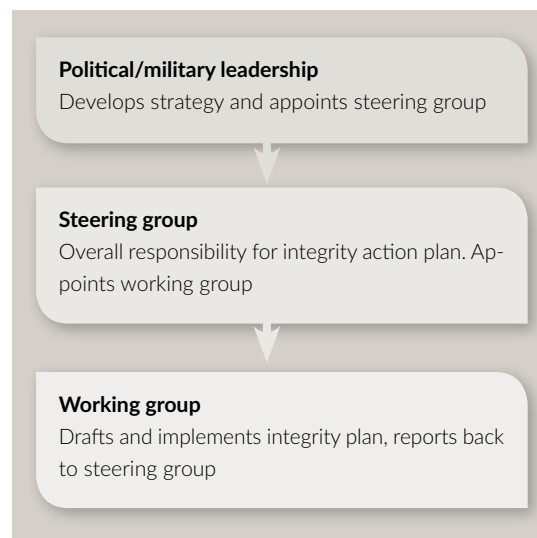 Political/military leadership
Develops strategy and appoints steering group
Steering group
Overall responsibility for integrity action plan. Ap-
points working group
Working group
Drafts and implements integrity plan, reports back
to steering group